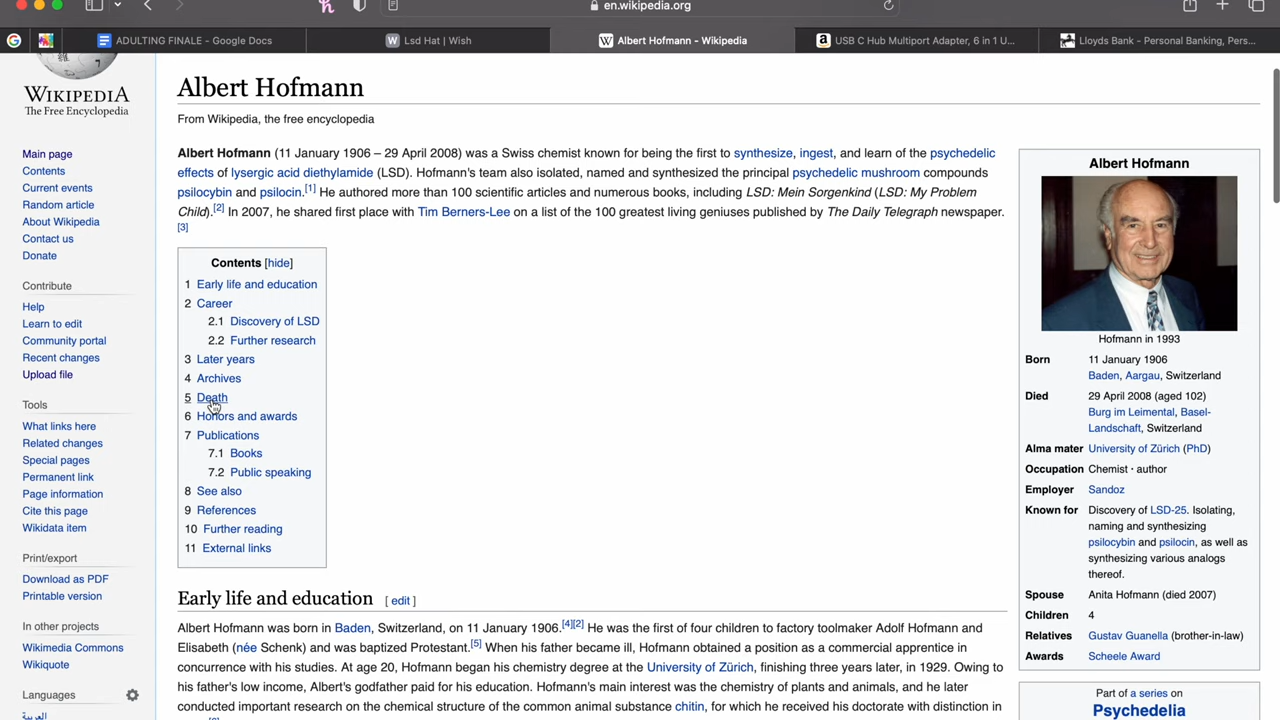 en.wikipedia.org
ADULTING FINALE - Google Docs
Lsd Hat | Wish
Albert Hofmann - Wikipedia
USB C Hub Multiport Adapter, 6 in 1 U...
Lloyds Bank - Personal Banking, Pers...
WIKIPEDIA
The Free Encyclopedia
Main page
Contents
Current events
Random article
About Wikipedia
Contact us
Donate
Contribute
Help
Learn to edit
Community portal
Recent changes
Upload file
Tools
What links here
Related changes
Special pages
Permanent link
Page information
Cite this page
Wikidata item
Print/export
Download as PDF
Printable version
In other projects
Wikimedia Commons
Wikiquote
Languages
العربية
Albert Hofmann
From Wikipedia, the free encyclopedia
Albert Hofmann (11 January 1906 – 29 April 2008) was a Swiss chemist known for being the first to synthesize, ingest, and learn of the psychedelic
effects of lysergic acid diethylamide (LSD). Hofmann's team also isolated, named and synthesized the principal psychedelic mushroom compounds
psilocybin and psilocin.[1] He authored more than 100 scientific articles and numerous books, including LSD: Mein Sorgenkind (LSD: My Problem
Child).[2] In 2007, he shared first place with Tim Berners-Lee on a list of the 100 greatest living geniuses published by The Daily Telegraph newspaper.
[3]
Contents [hide]
1 Early life and education
2 Career
2.1 Discovery of LSD
2.2 Further research
3 Later years
4 Archives
5 Death
6 Honors and awards
7 Publications
7.1 Books
7.2 Public speaking
8 See also
9 References
10 Further reading
11 External links
Early life and education [ edit ]
Albert Hofmann was born in Baden, Switzerland, on 11 January 1906.[4][2] He was the first of four children to factory toolmaker Adolf Hofmann and
Elisabeth (née Schenk) and was baptized Protestant.[5] When his father became ill, Hofmann obtained a position as a commercial apprentice in
concurrence with his studies. At age 20, Hofmann began his chemistry degree at the University of Zürich, finishing three years later, in 1929. Owing to
his father's low income, Albert's godfather paid for his education. Hofmann's main interest was the chemistry of plants and animals, and he later
conducted important research on the chemical structure of the common animal substance chitin, for which he received his doctorate with distinction in
Albert Hofmann
Hofmann in 1993
Born 11 January 1906
Baden, Aargau, Switzerland
Died 29 April 2008 (aged 102)
Burg im Leimental, Basel-
Landschaft, Switzerland
Alma mater University of Zürich (PhD)
Occupation Chemist · author
Employer Sandoz
Known for Discovery of LSD-25. Isolating,
naming and synthesizing
psilocybin and psilocin, as well as
synthesizing various analogs
thereof.
Spouse Anita Hofmann (died 2007)
Children 4
Relatives Gustav Guanella (brother-in-law)
Awards Scheele Award
Part of a series on
Psychedelia